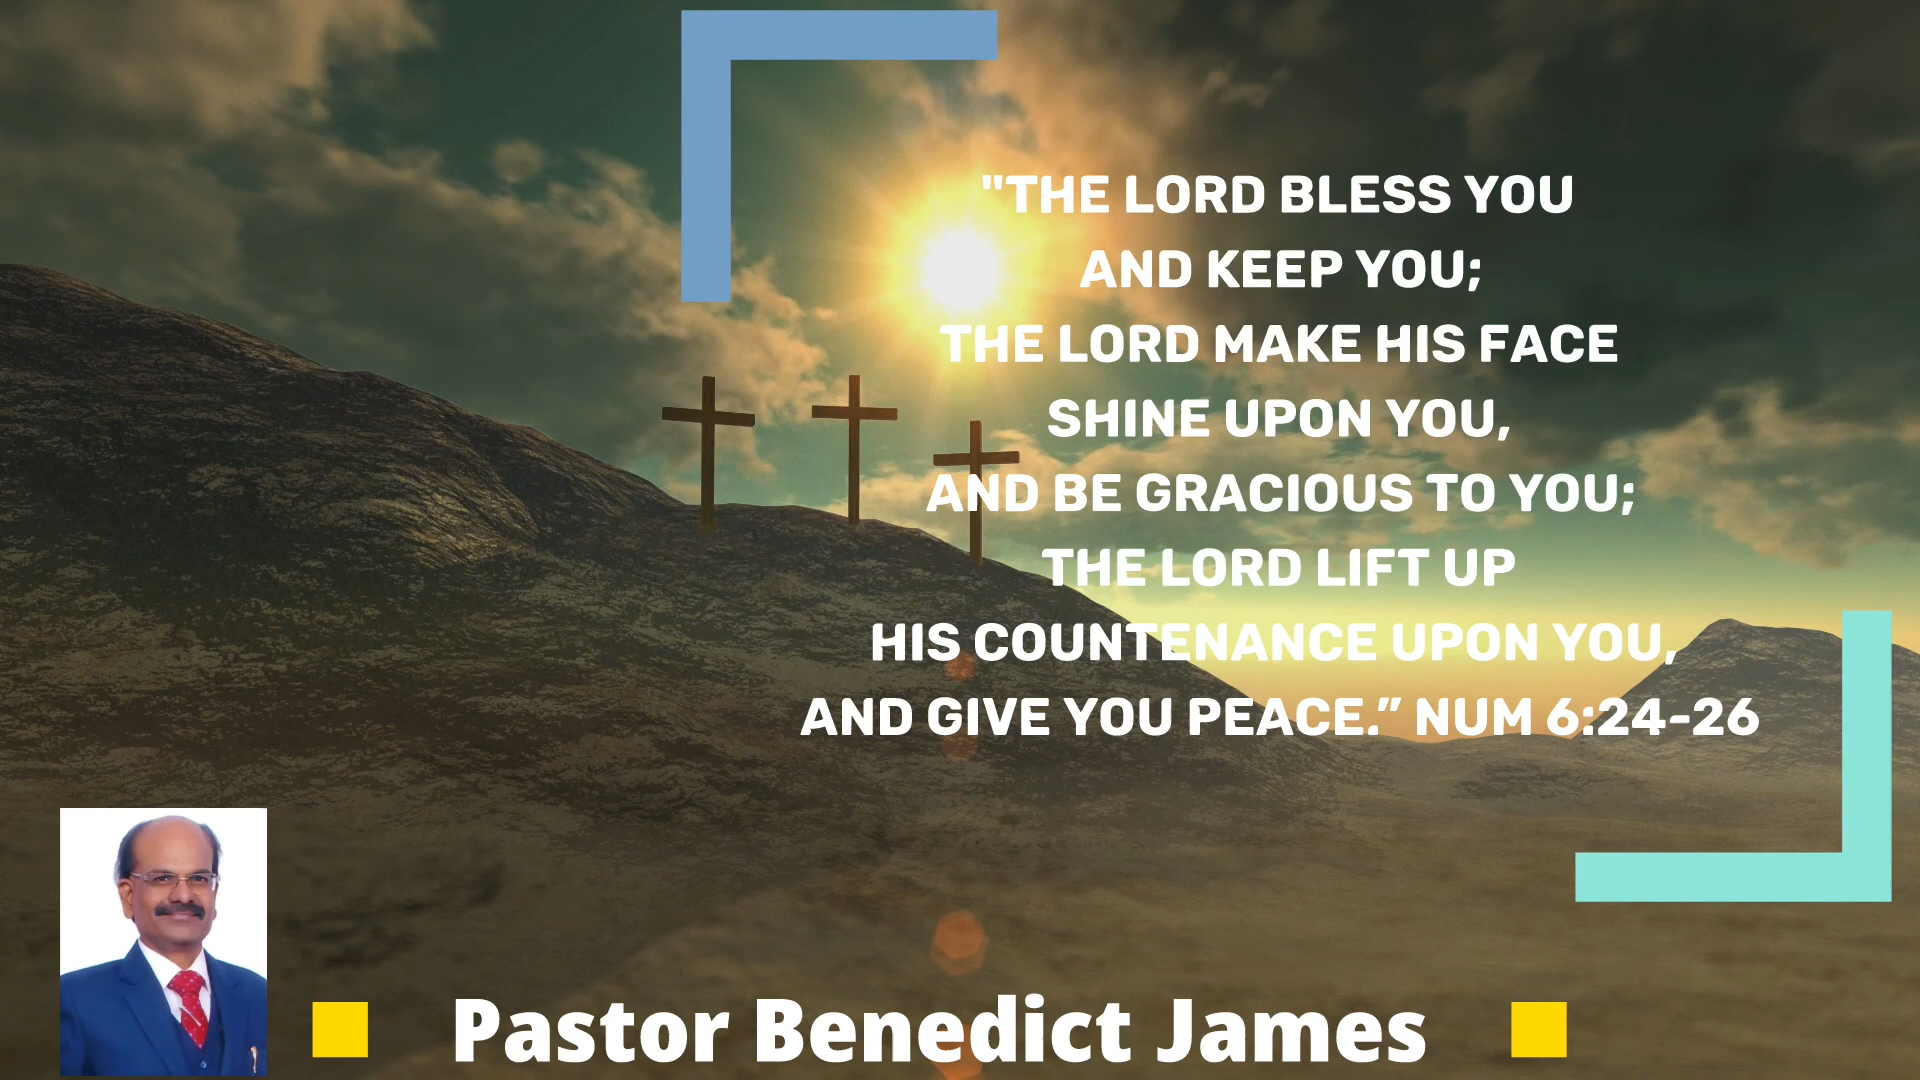 "THE LORD BLESS YOU
AND KEEP YOU;
THE LORD MAKE HIS FACE
SHINE UPON YOU,
AND BE GRACIOUS TO YOU;
THE LORD LIFT UP
HIS COUNTENANCE UPON YOU,
AND GIVE YOU PEACE.” NUM 6:24-26
Pastor Benedict James